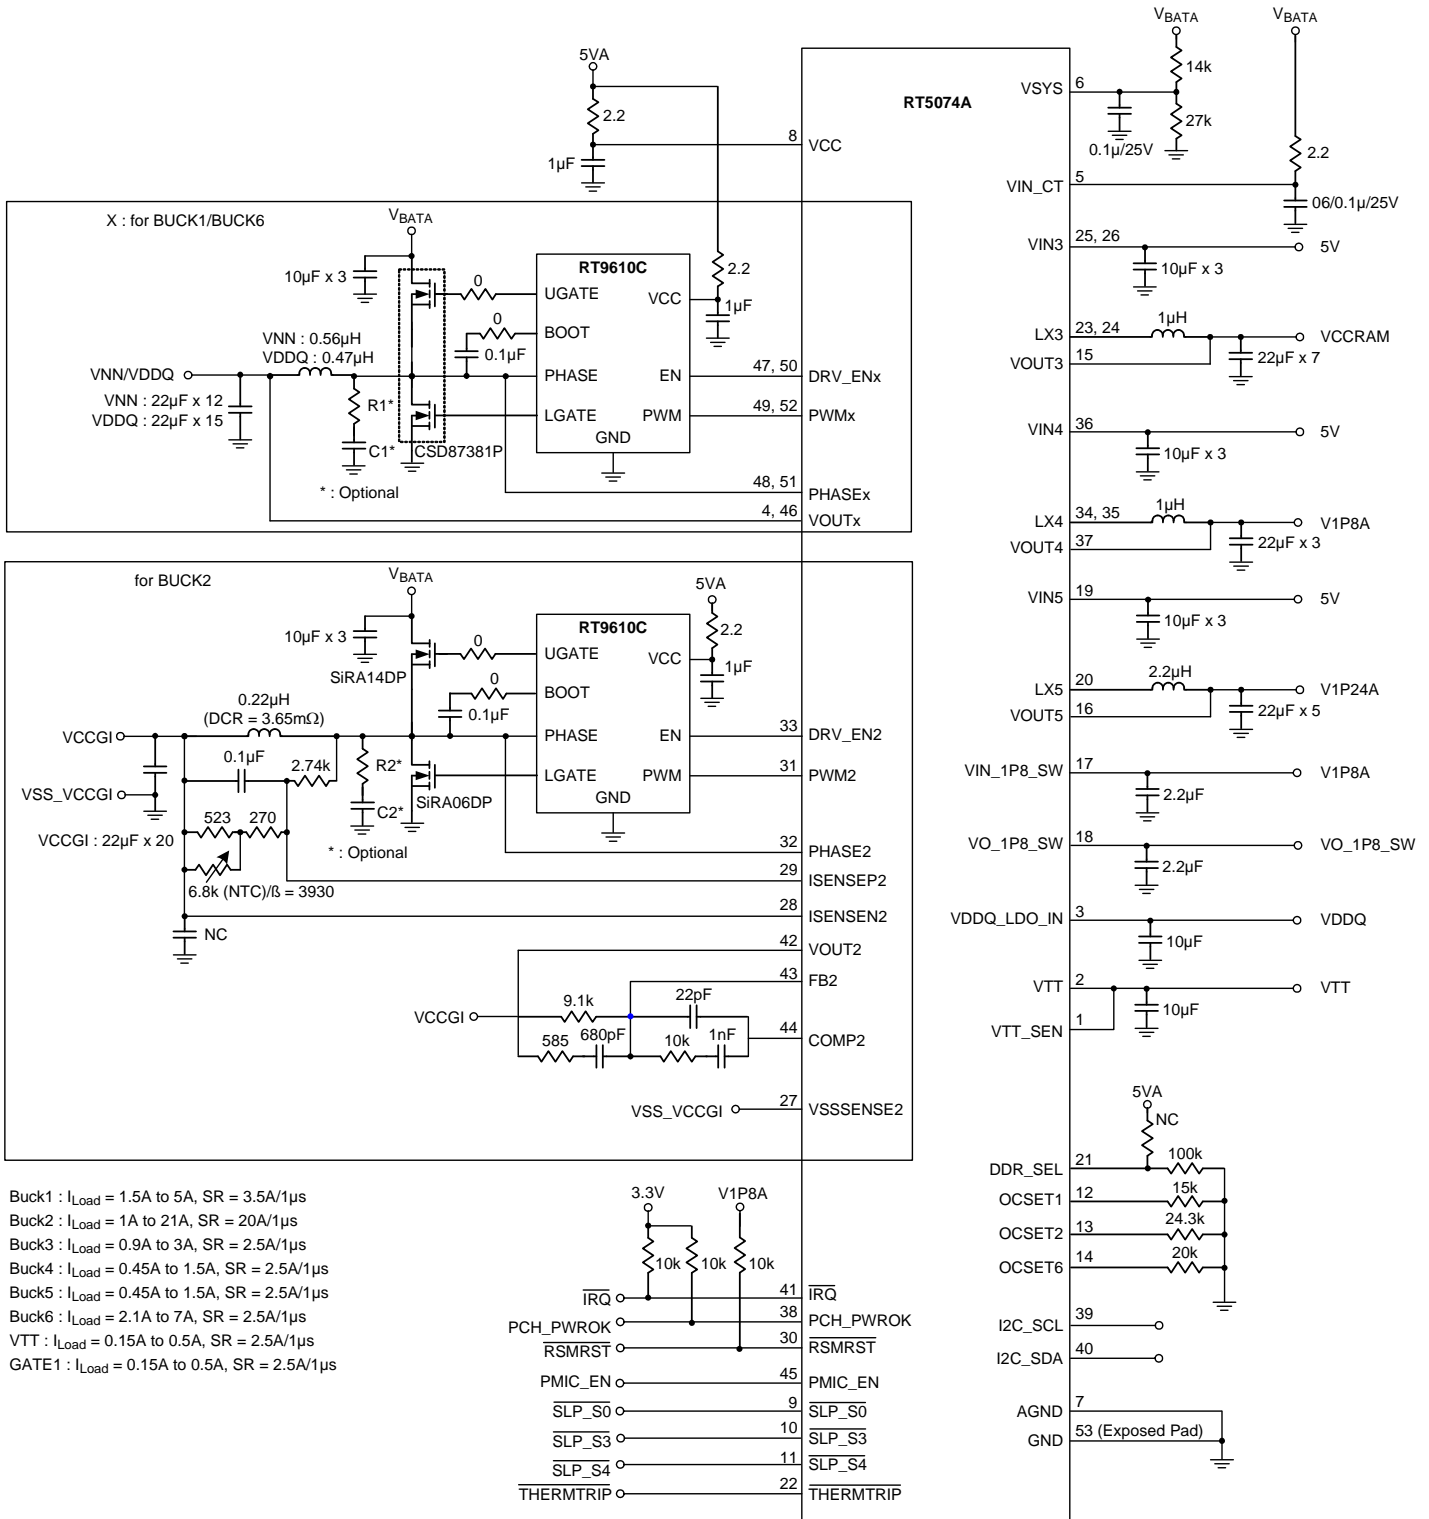 V_BATA
V_BATA
5VA
14k
VSYS
6
RT5074A
2.2
27k
0.1µ/25V
8
VCC
1µF
2.2
VIN_CT
5
06/0.1µ/25V
X : for BUCK1/BUCK6
V_BATA
VIN3
25, 26
5V
10µF x 3
10µF x 3
0
RT9610C
UGATE
VCC
2.2
1µF
0
BOOT
0.1µF
VNN : 0.56µH
VDDQ : 0.47µH
1µH
LX3
23, 24
VCCRAM
VOUT3
15
22µF x 7
VNN/VDDQ
PHASE
EN
47, 50
DRV_ENx
VNN : 22µF x 12
VDDQ : 22µF x 15
R1*
LGATE
PWM
49, 52
PWMx
GND
C1*
CSD87381P
* : Optional
VIN4
36
5V
10µF x 3
48, 51
PHASEx
4, 46
VOUTx
1µH
LX4
34, 35
V1P8A
VOUT4
37
22µF x 3
for BUCK2
V_BATA
5VA
VIN5
19
5V
10µF x 3
10µF x 3
0
RT9610C
UGATE
VCC
2.2
1µF
SiRA14DP
0
BOOT
0.1µF
2.2µH
LX5
20
V1P24A
VOUT5
16
22µF x 5
0.22µH
(DCR = 3.65mΩ)
VCCGI
PHASE
EN
33
DRV_EN2
0.1µF
2.74k
R2*
LGATE
PWM
31
PWM2
VIN_1P8_SW
17
V1P8A
2.2µF
VSS_VCCGI
SiRA06DP
GND
C2*
523
270
VCCGI : 22µF x 20
* : Optional
32
PHASE2
VO_1P8_SW
18
VO_1P8_SW
2.2µF
29
ISENSEP2
6.8k (NTC)/ß = 3930
28
ISENSEN2
NC
VDDQ_LDO_IN
3
VDDQ
10µF
42
VOUT2
43
FB2
9.1k
22pF
VTT
2
VTT
10µF
VCCGI
585
680pF
10k
1nF
44
COMP2
VTT_SEN
1
VSS_VCCGI
27
VSSSENSE2
5VA
NC
DDR_SEL
21
100k
OCSET1
12
15k
OCSET2
13
24.3k
OCSET6
14
20k
Buck1 : I_Load = 1.5A to 5A, SR = 3.5A/1µs
Buck2 : I_Load = 1A to 21A, SR = 20A/1µs
Buck3 : I_Load = 0.9A to 3A, SR = 2.5A/1µs
Buck4 : I_Load = 0.45A to 1.5A, SR = 2.5A/1µs
Buck5 : I_Load = 0.45A to 1.5A, SR = 2.5A/1µs
Buck6 : I_Load = 2.1A to 7A, SR = 2.5A/1µs
VTT : I_Load = 0.15A to 0.5A, SR = 2.5A/1µs
GATE1 : I_Load = 0.15A to 0.5A, SR = 2.5A/1µs
3.3V
V1P8A
10k
10k
10k
IRQ
41
IRQ
PCH_PWROK
38
PCH_PWROK
RSMRST
30
RSMRST
PMIC_EN
45
PMIC_EN
SLP_S0
9
SLP_S0
SLP_S3
10
SLP_S3
SLP_S4
11
SLP_S4
THERMTRIP
22
THERMTRIP
I2C_SCL
39
I2C_SDA
40
AGND
7
GND
53 (Exposed Pad)